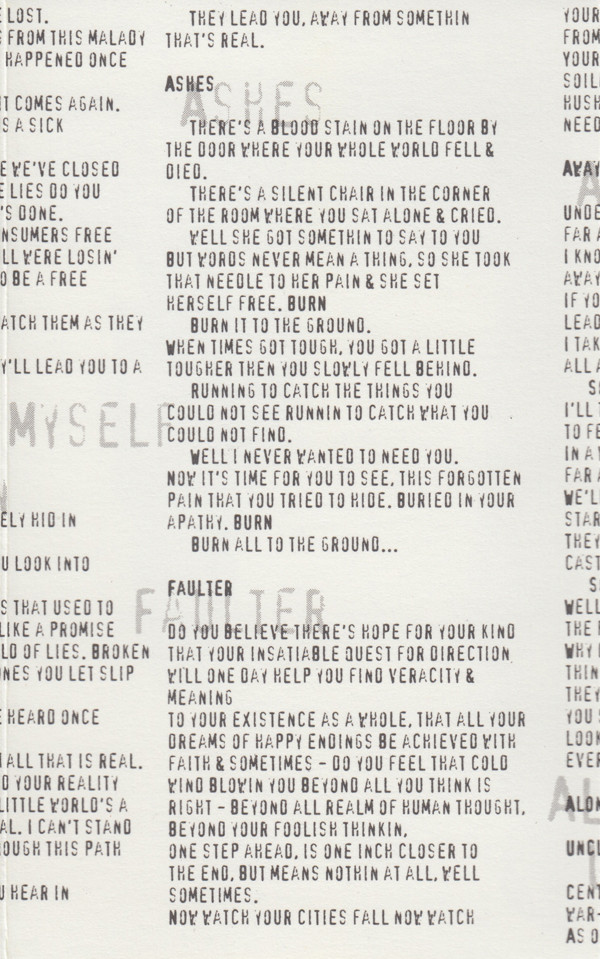 LOST.
FROM THIS MALADY
HAPPENED ONCE
IT COMES AGAIN.
S A SICK
E WE'VE CLOSED
E LIES DO YOU
'S DONE.
NSUMERS FREE
LL WERE LOSIN'
O BE A FREE
ATCH THEM AS THEY
Y'LL LEAD YOU TO A
MYSELF
ELY HID IN
U LOOK INTO
S THAT USED TO
LIKE A PROMISE
LD OF LIES. BROKEN
ONES YOU LET SLIP
E HEARD ONCE
ALL THAT IS REAL.
D YOUR REALITY
LITTLE WORLD'S A
AL. I CAN'T STAND
OUGH THIS PATH
U HEAR IN
THEY LEAD YOU, AWAY FROM SOMETHIN
THAT'S REAL.
ASHES
ASHES
THERE'S A BLOOD STAIN ON THE FLOOR BY
THE DOOR WHERE YOUR WHOLE WORLD FELL &
DIED.
THERE'S A SILENT CHAIR IN THE CORNER
OF THE ROOM WHERE YOU SAT ALONE & CRIED.
WELL SHE GOT SOMETHIN TO SAY TO YOU
BUT WORDS NEVER MEAN A THING, SO SHE TOOK
THAT NEEDLE TO HER PAIN & SHE SET
HERSELF FREE. BURN
BURN IT TO THE GROUND.
WHEN TIMES GOT TOUGH, YOU GOT A LITTLE
TOUGHER THEN YOU SLOWLY FELL BEHIND.
RUNNING TO CATCH THE THINGS YOU
COULD NOT SEE RUNNIN TO CATCH WHAT YOU
COULD NOT FIND.
WELL I NEVER WANTED TO NEED YOU.
NOW IT'S TIME FOR YOU TO SEE, THIS FORGOTTEN
PAIN THAT YOU TRIED TO HIDE. BURIED IN YOUR
APATHY. BURN
BURN ALL TO THE GROUND...
FAULTER
FAULTER
DO YOU BELIEVE THERE'S HOPE FOR YOUR KIND
THAT YOUR INSATIABLE QUEST FOR DIRECTION
WILL ONE DAY HELP YOU FIND VERACITY &
MEANING
TO YOUR EXISTENCE AS A WHOLE, THAT ALL YOUR
DREAMS OF HAPPY ENDINGS BE ACHIEVED WITH
FAITH & SOMETIMES - DO YOU FEEL THAT COLD
WIND BLOWIN YOU BEYOND ALL YOU THINK IS
RIGHT - BEYOND ALL REALM OF HUMAN THOUGHT,
BEYOND YOUR FOOLISH THINKIN,
ONE STEP AHEAD, IS ONE INCH CLOSER TO
THE END, BUT MEANS NOTHIN AT ALL, WELL
SOMETIMES.
NOW WATCH YOUR CITIES FALL NOW WATCH
YOUR
FROM
YOUR
SOIL
HUSH
NEED
AWAY
UNDE
FAR A
I KNO
AWAY
IF YO
LEAD
I TAK
ALL A
S
I'LL T
TO FE
IN A W
FAR A
WE'L
STAR
THEY
CAST
S
WELL
THE
WHY
THIN
THEY
YOU S
LOOK
EVER
AL
ALON
UNCL
CENT
WAR-
AS O